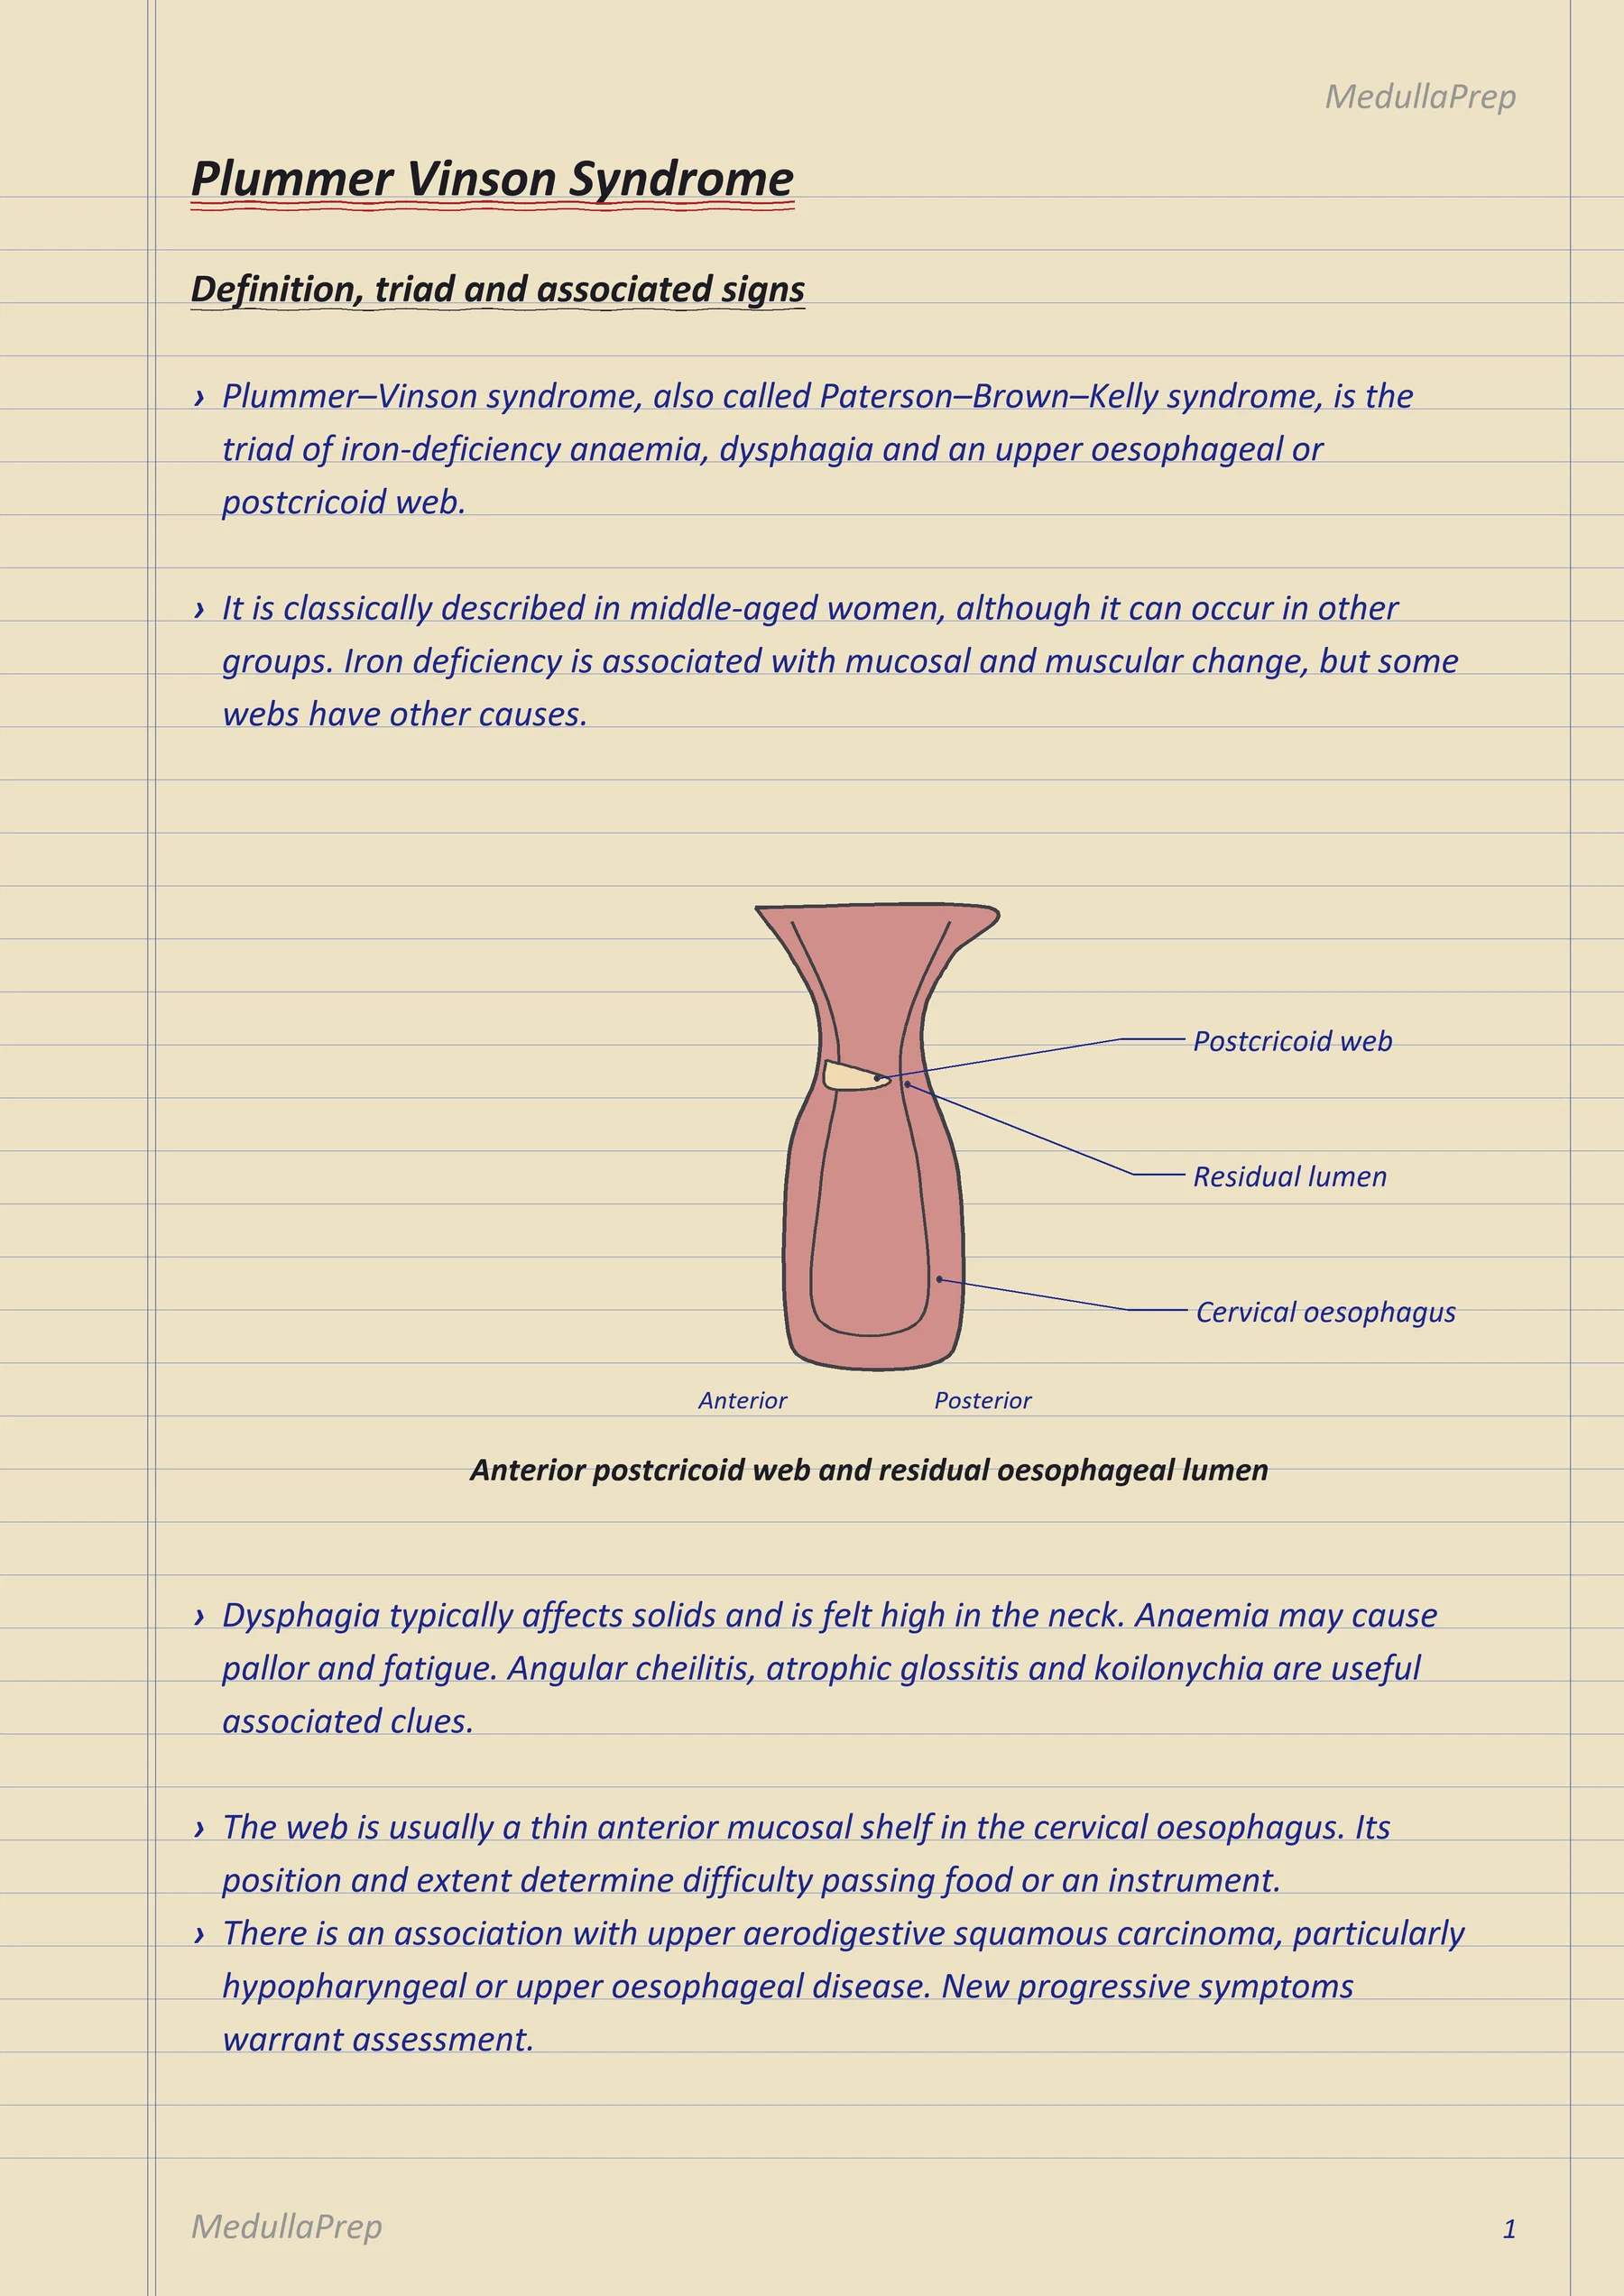 MedullaPrep
Plummer Vinson Syndrome
Definition, triad and associated signs
› Plummer–Vinson syndrome, also called Paterson–Brown–Kelly syndrome, is the
triad of iron-deficiency anaemia, dysphagia and an upper oesophageal or
postcricoid web.
› It is classically described in middle-aged women, although it can occur in other
groups. Iron deficiency is associated with mucosal and muscular change, but some
webs have other causes.
Postcricoid web
Residual lumen
Cervical oesophagus
Anterior Posterior
Anterior postcricoid web and residual oesophageal lumen
› Dysphagia typically affects solids and is felt high in the neck. Anaemia may cause
pallor and fatigue. Angular cheilitis, atrophic glossitis and koilonychia are useful
associated clues.
› The web is usually a thin anterior mucosal shelf in the cervical oesophagus. Its
position and extent determine difficulty passing food or an instrument.
› There is an association with upper aerodigestive squamous carcinoma, particularly
hypopharyngeal or upper oesophageal disease. New progressive symptoms
warrant assessment.
MedullaPrep
1